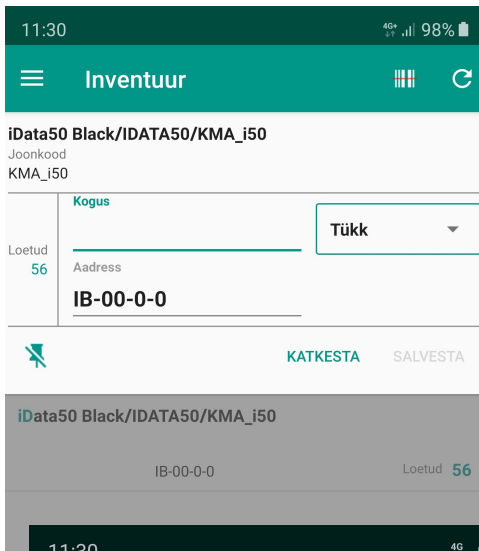 11:30 4G+ 98%
Inventuur
iData50 Black/IDATA50/KMA_i50
Joonkood
KMA_i50
Kogus
Tükk
Loetud
56
Aadress
IB-00-0-0
KATKESTA SALVESTA
iData50 Black/IDATA50/KMA_i50
IB-00-0-0 Loetud 56
11:30 4G